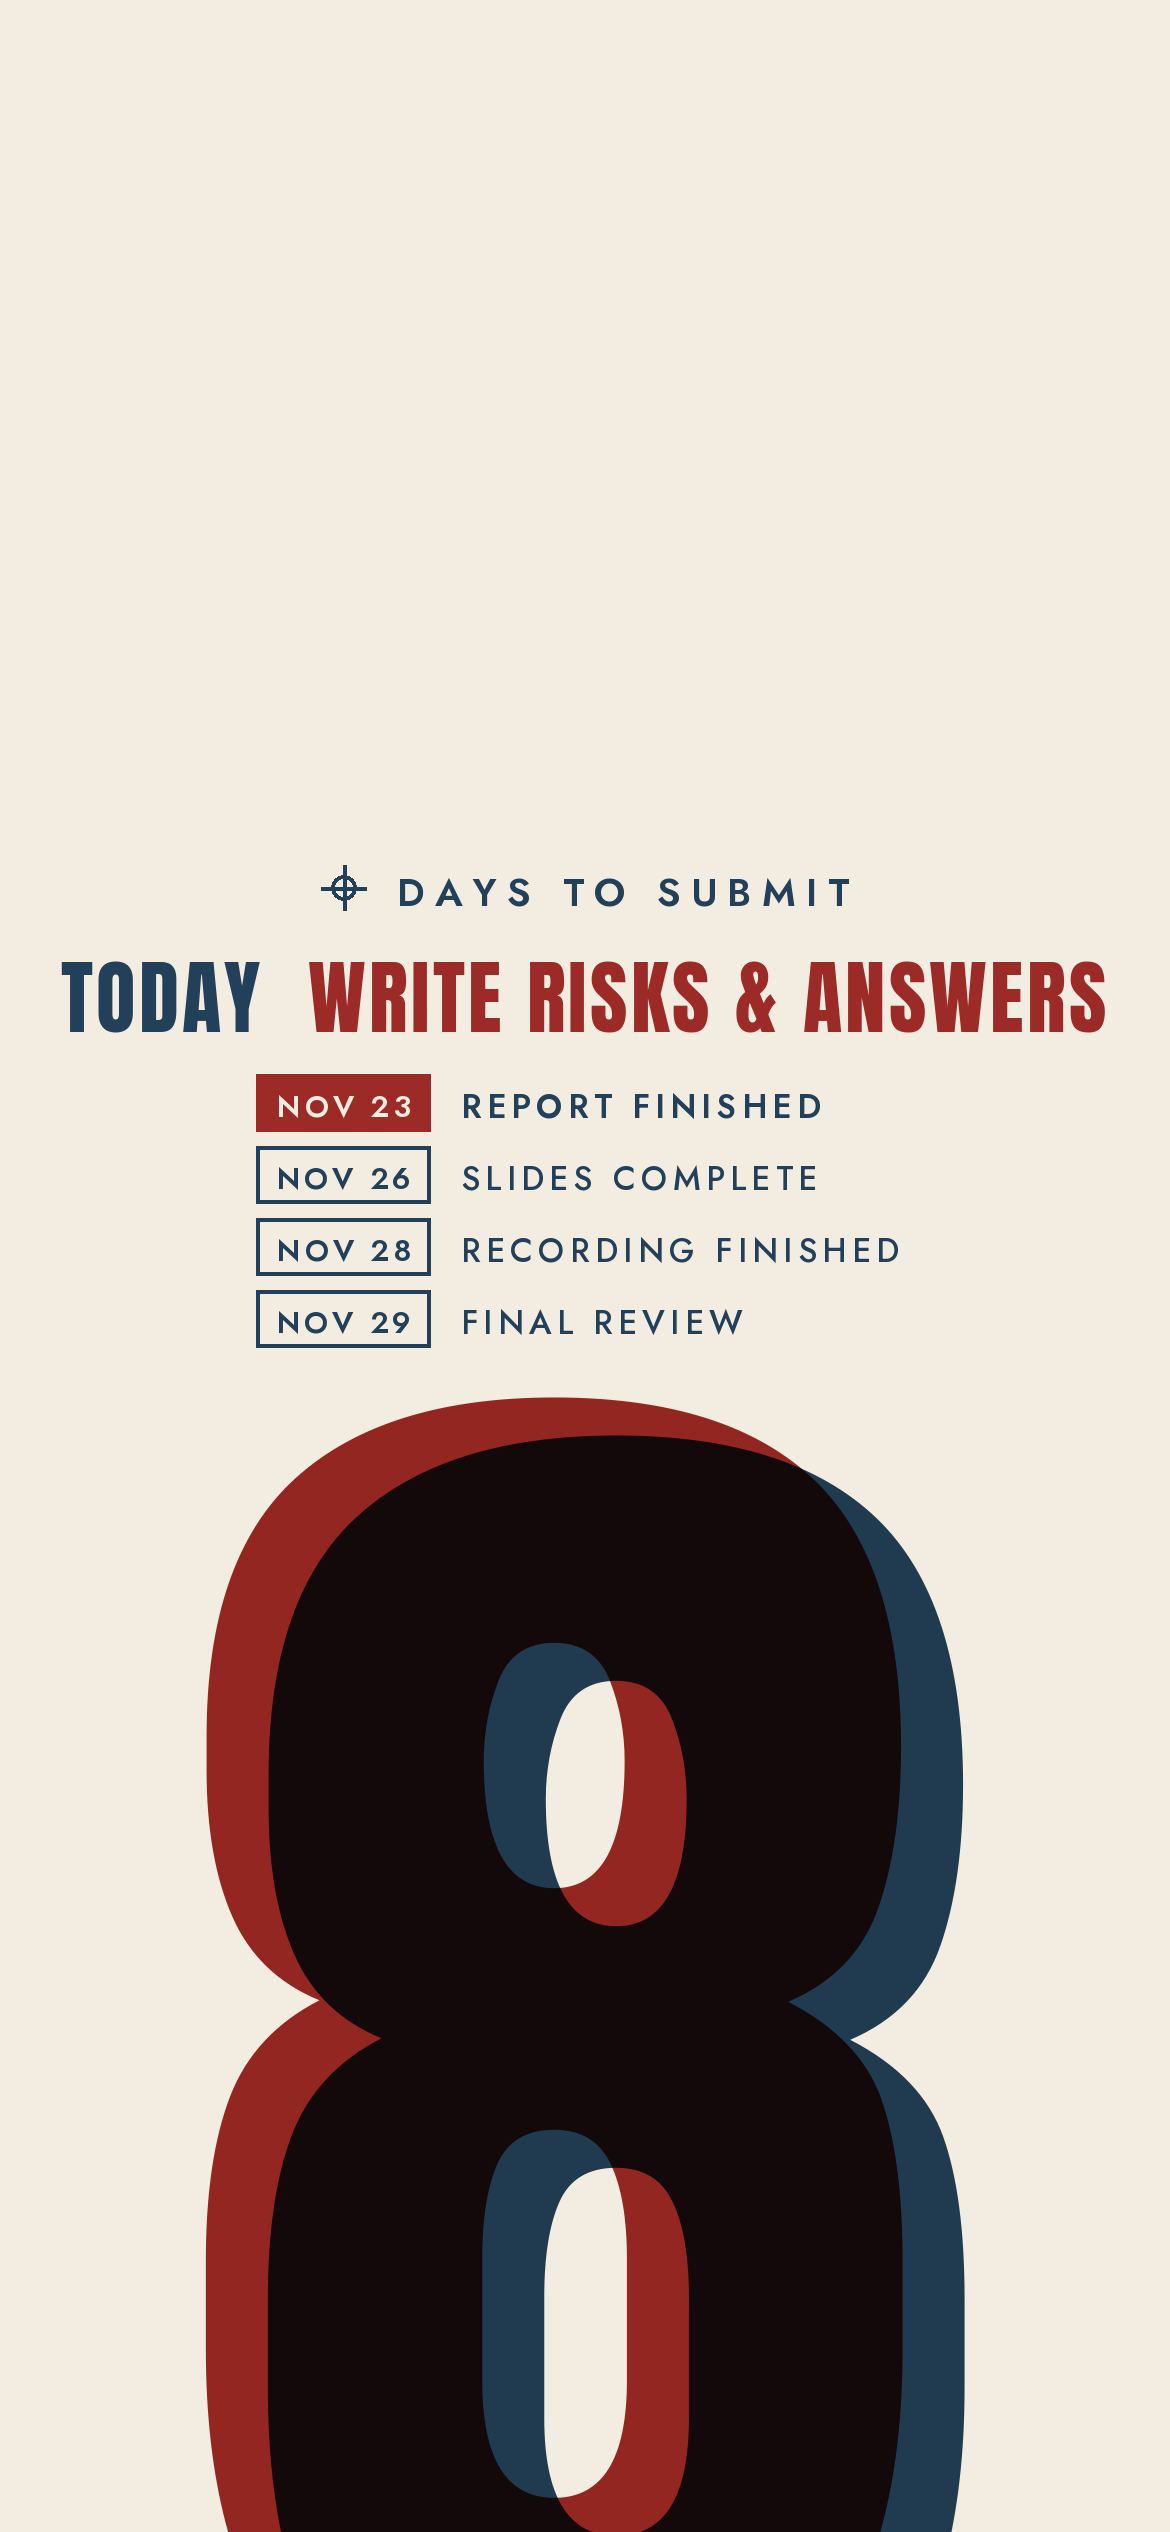 DAYS TO SUBMIT
TODAY WRITE RISKS & ANSWERS
NOV 23 REPORT FINISHED
NOV 26 SLIDES COMPLETE
NOV 28 RECORDING FINISHED
NOV 29 FINAL REVIEW
8